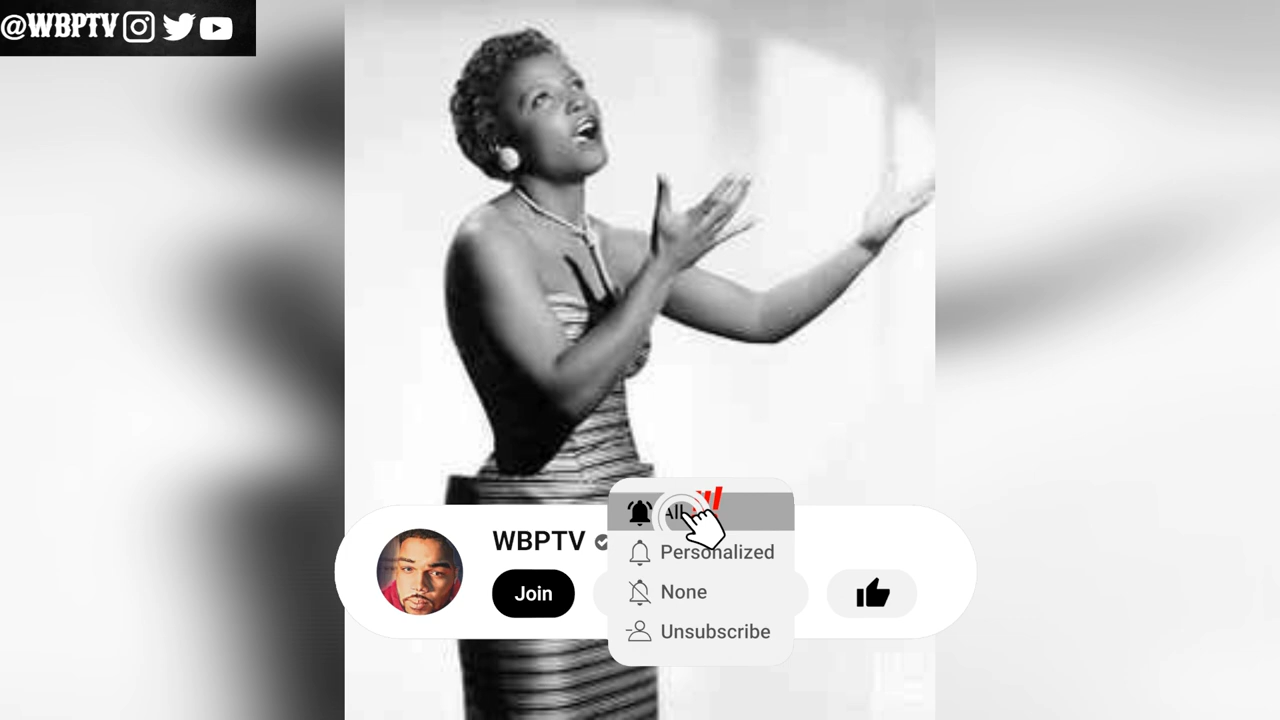 @WBPTV
WBPTV
All
Personalized
Join
None
Unsubscribe